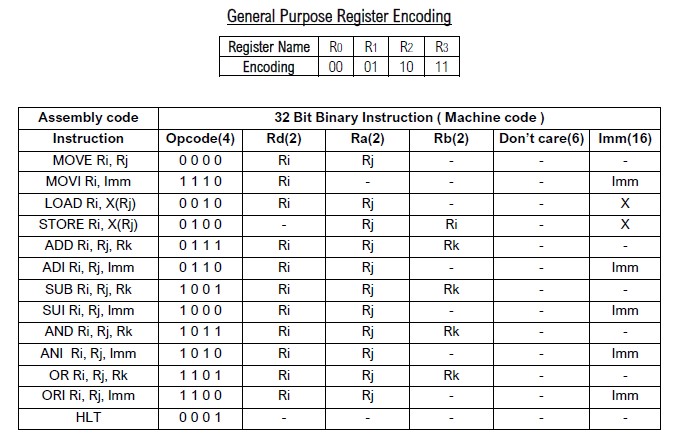 General Purpose Register Encoding
Register Name R0 R1 R2 R3
Encoding 00 01 10 11
Assembly code 32 Bit Binary Instruction ( Machine code )
Instruction Opcode(4) Rd(2) Ra(2) Rb(2) Don't care(6) Imm(16)
MOVE Ri, Rj 0 0 0 0 Ri Rj - - -
MOVI Ri, Imm 1 1 1 0 Ri - - - Imm
LOAD Ri, X(Rj) 0 0 1 0 Ri Rj - - X
STORE Ri, X(Rj) 0 1 0 0 - Rj Ri - X
ADD Ri, Rj, Rk 0 1 1 1 Ri Rj Rk - -
ADI Ri, Rj, Imm 0 1 1 0 Ri Rj - - Imm
SUB Ri, Rj, Rk 1 0 0 1 Ri Rj Rk - -
SUI Ri, Rj, Imm 1 0 0 0 Ri Rj - - Imm
AND Ri, Rj, Rk 1 0 1 1 Ri Rj Rk - -
ANI Ri, Rj, Imm 1 0 1 0 Ri Rj - - Imm
OR Ri, Rj, Rk 1 1 0 1 Ri Rj Rk - -
ORI Ri, Rj, Imm 1 1 0 0 Ri Rj - - Imm
HLT 0 0 0 1 - - - - -